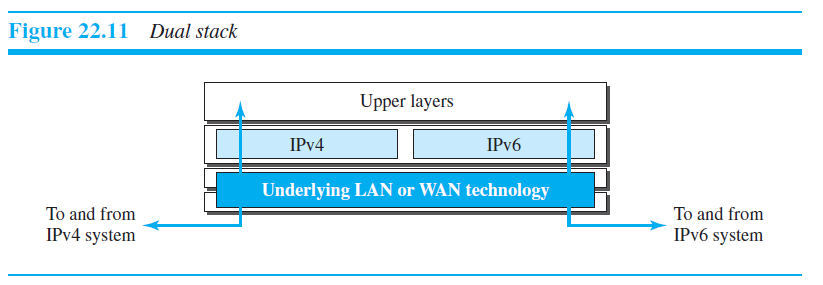 Figure 22.11 Dual stack
Upper layers
IPv4 IPv6
Underlying LAN or WAN technology
To and from
IPv4 system
To and from
IPv6 system